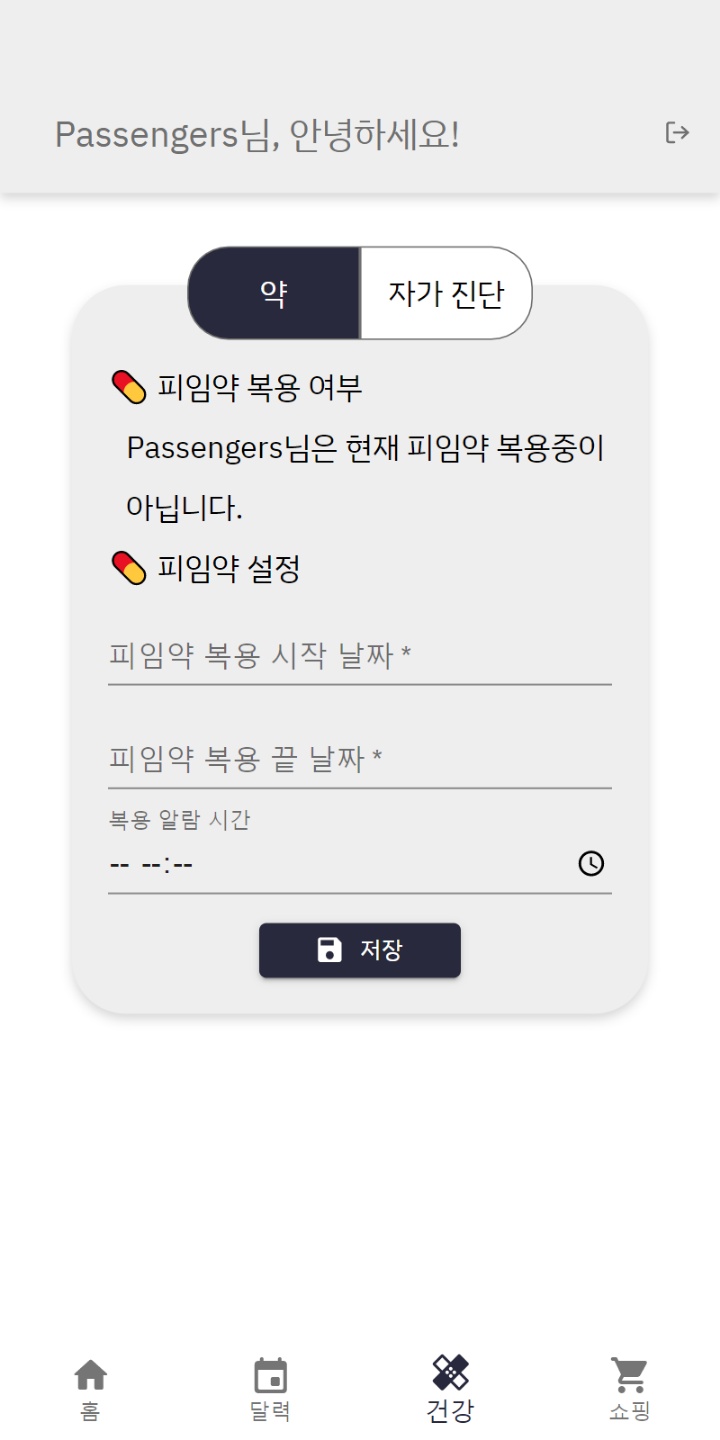 Passengers님, 안녕하세요!
약
자가 진단
피임약 복용 여부
Passengers님은 현재 피임약 복용중이
아닙니다.
피임약 설정
피임약 복용 시작 날짜 *
피임약 복용 끝 날짜 *
복용 알람 시간
-- --:--
저장
홈
달력
건강
쇼핑